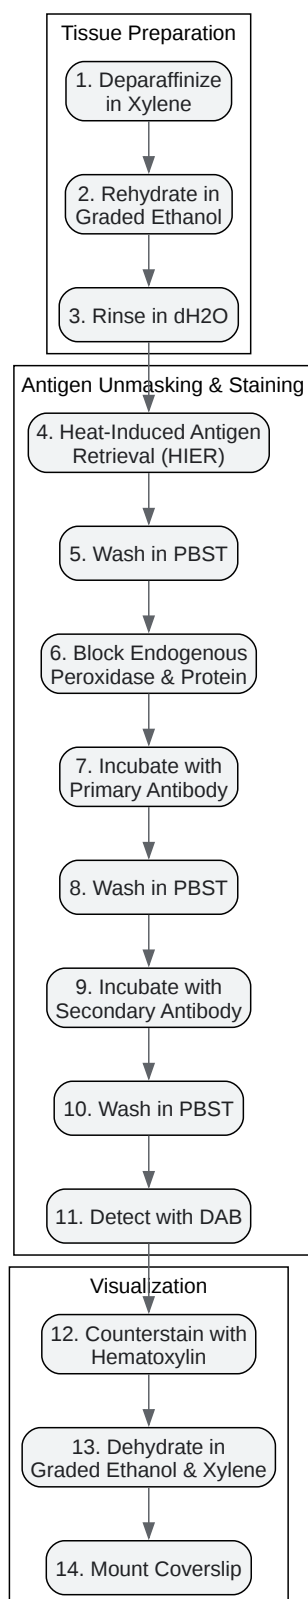 Tissue Preparation
1. Deparaffinize
in Xylene
2. Rehydrate in
Graded Ethanol
3. Rinse in dH2O
Antigen Unmasking & Staining
4. Heat-Induced Antigen
Retrieval (HIER)
5. Wash in PBST
6. Block Endogenous
Peroxidase & Protein
7. Incubate with
Primary Antibody
8. Wash in PBST
9. Incubate with
Secondary Antibody
10. Wash in PBST
11. Detect with DAB
Visualization
12. Counterstain with
Hematoxylin
13. Dehydrate in
Graded Ethanol & Xylene
14. Mount Coverslip